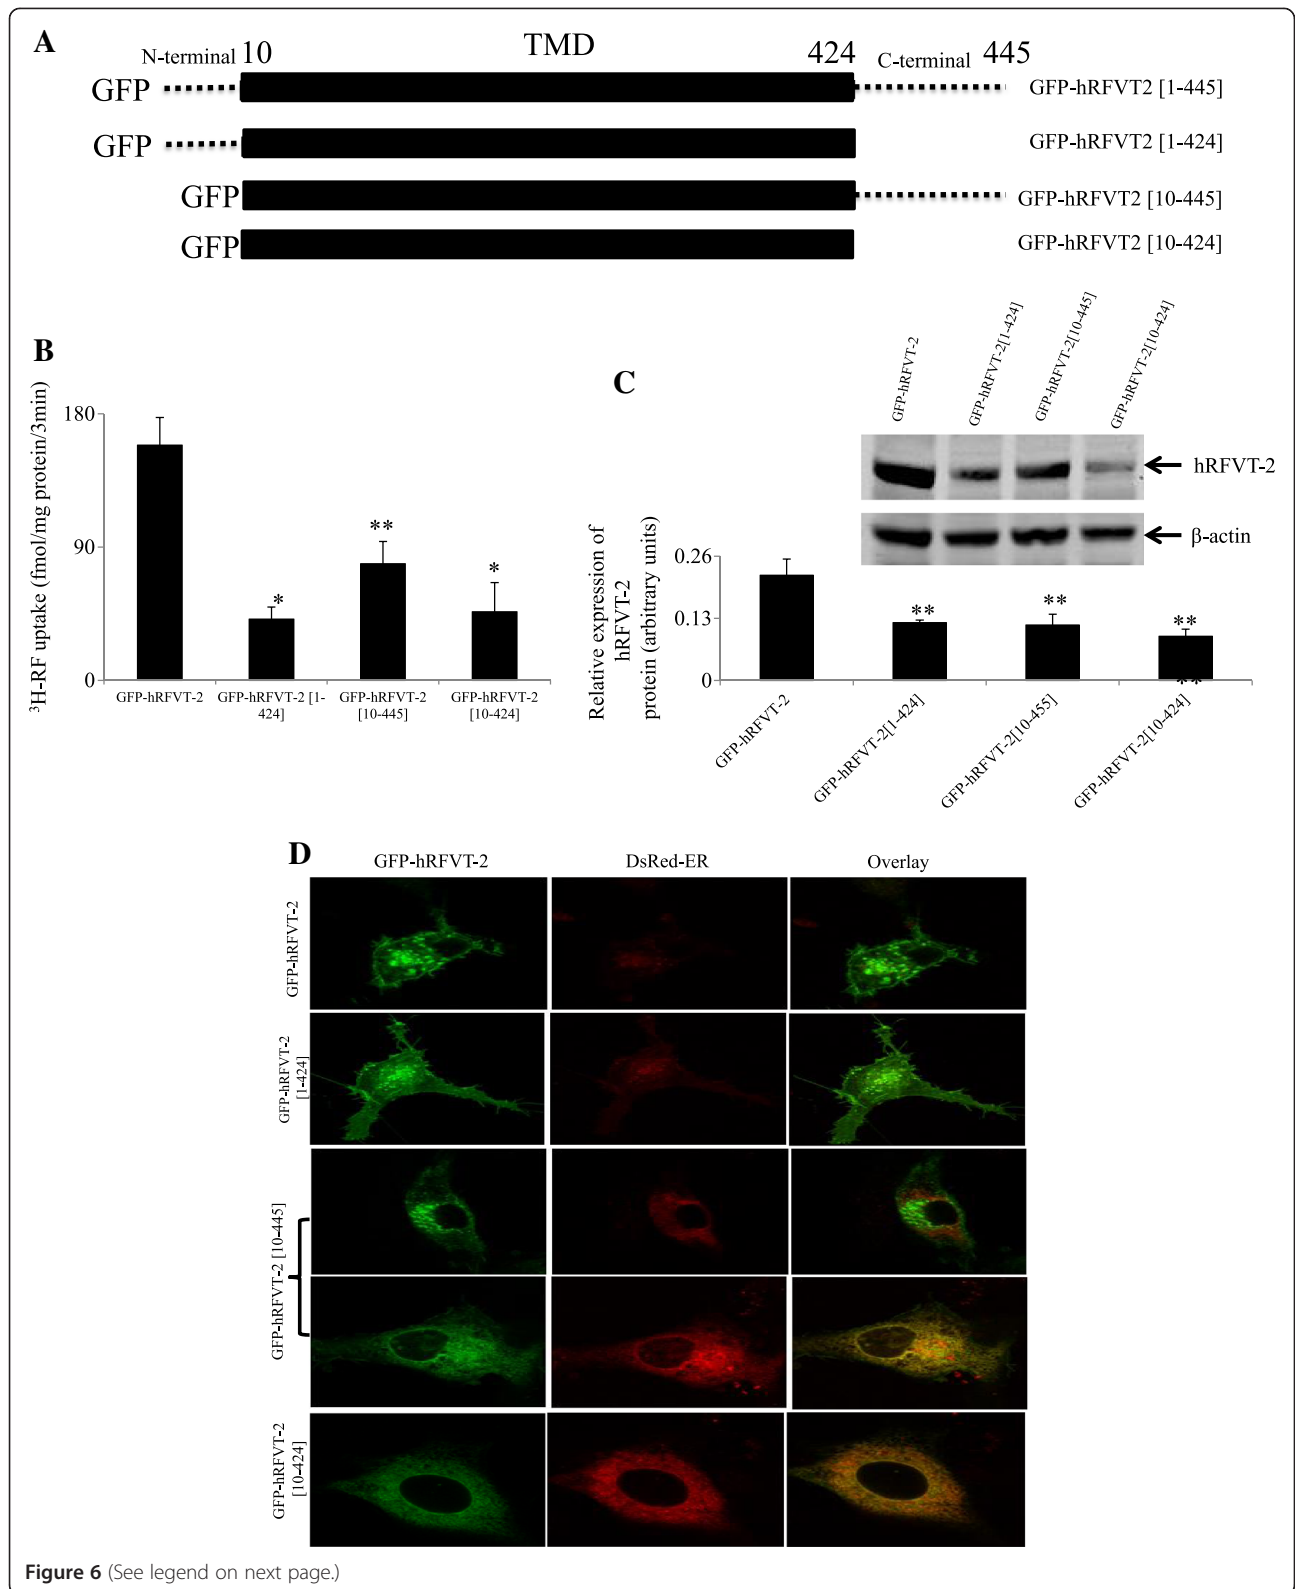 A
N-terminal 10 TMD 424 C-terminal 445
GFP GFP-hRFVT2 [1-445]
GFP GFP-hRFVT2 [1-424]
GFP GFP-hRFVT2 [10-445]
GFP GFP-hRFVT2 [10-424]
B
³H-RF uptake (fmol/mg protein/3min)
180
90
0
*
**
*
GFP-hRFVT-2
GFP-hRFVT-2 [1-
424]
GFP-hRFVT-2
[10-445]
GFP-hRFVT-2
[10-424]
C
GFP-hRFVT-2
GFP-hRFVT-2[1-424]
GFP-hRFVT-2[10-445]
GFP-hRFVT-2[10-424]
hRFVT-2
β-actin
Relative expression of
hRFVT-2
protein (arbitrary units)
0.26
0.13
0
**
**
**
**
GFP-hRFVT-2
GFP-hRFVT-2[1-424]
GFP-hRFVT-2[10-455]
GFP-hRFVT-2[10-424]
D
GFP-hRFVT-2 DsRed-ER Overlay
GFP-hRFVT-2
GFP-hRFVT-2
[1-424]
GFP-hRFVT-2 [10-445]
GFP-hRFVT-2
[10-424]
Figure 6 (See legend on next page.)